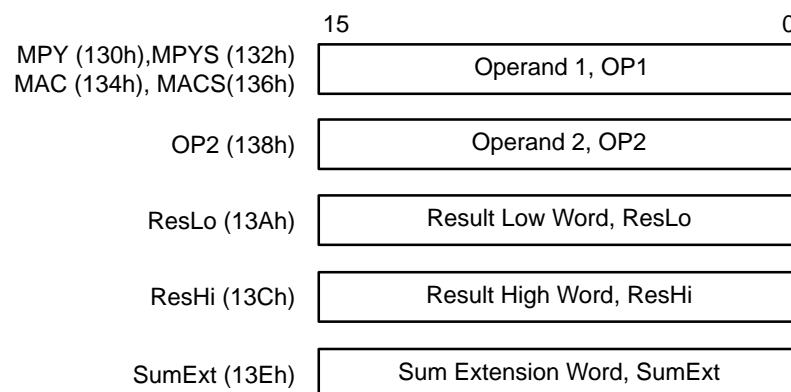 15 0
MPY (130h),MPYS (132h)
MAC (134h), MACS(136h)
Operand 1, OP1
OP2 (138h)
Operand 2, OP2
ResLo (13Ah)
Result Low Word, ResLo
ResHi (13Ch)
Result High Word, ResHi
SumExt (13Eh)
Sum Extension Word, SumExt